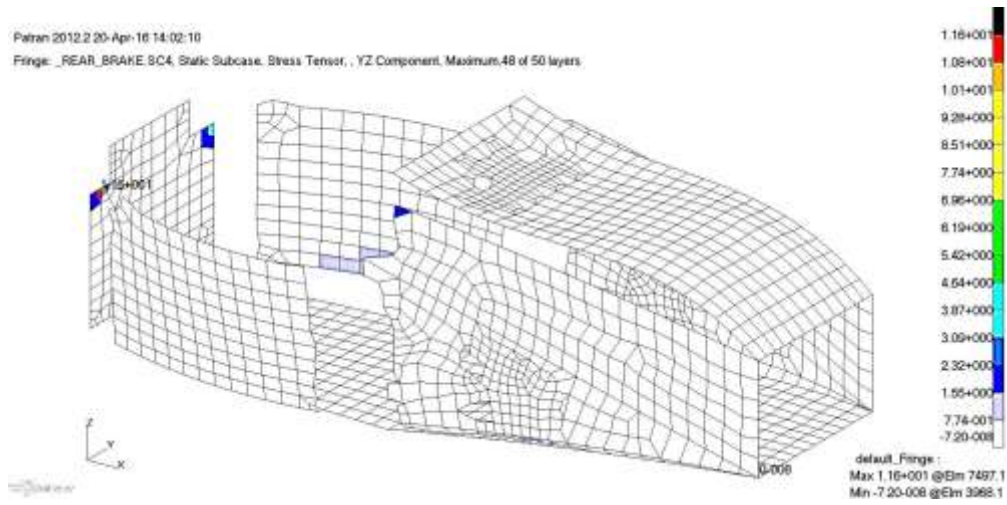 Patran 2012.2 20-Apr-16 14:02:10
Fringe: _REAR_BRAKE.SC4, Static Subcase, Stress Tensor, , YZ Component, Maximum,48 of 50 layers
1.16+001
1.08+001
1.01+001
9.28+000
8.51+000
7.74+000
6.96+000
6.19+000
5.42+000
4.64+000
3.87+000
3.09+000
2.32+000
1.55+000
7.74-001
-7.20-008
Z
Y
X
default_Fringe :
Max 1.16+001 @Elm 7497.1
Min -7.20-008 @Elm 3968.1